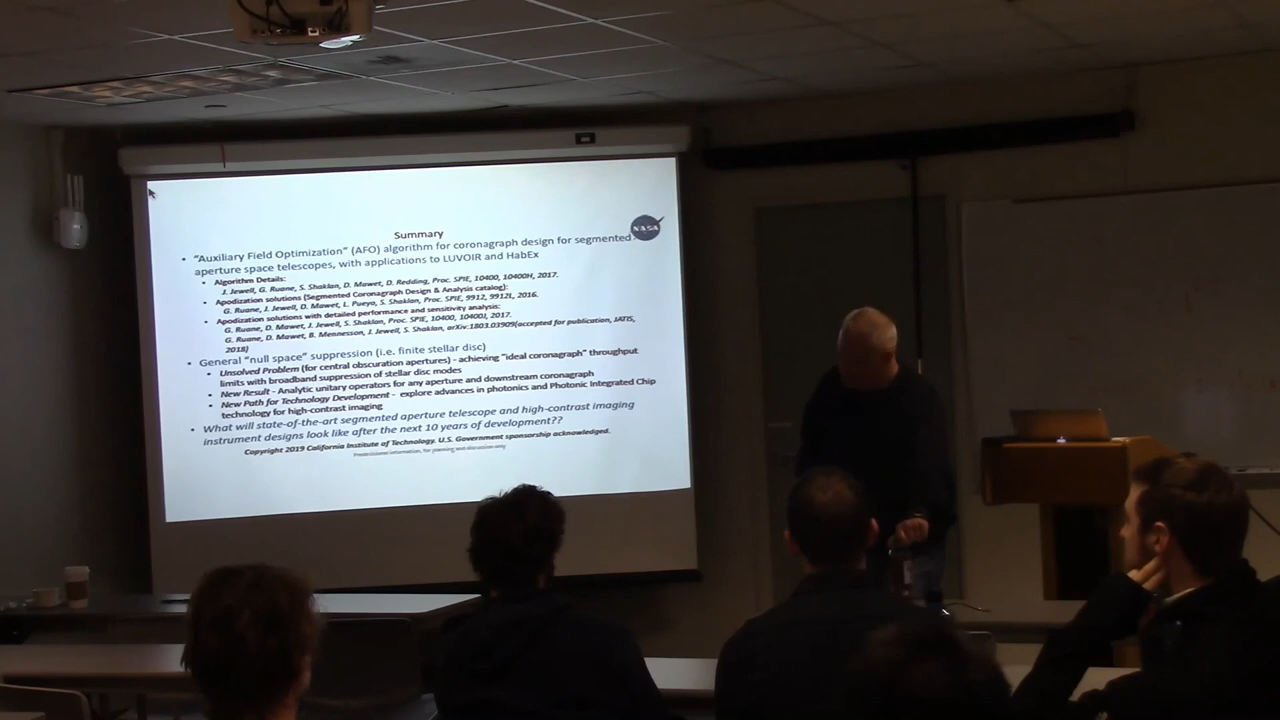 Summary
NASA
• "Auxiliary Field Optimization" (AFO) algorithm for coronagraph design for segmented
aperture space telescopes, with applications to LUVOIR and HabEx
• Algorithm Details:
J. Jewell, G. Ruane, S. Shaklan, D. Mawet, D. Redding, Proc. SPIE, 10400, 10400H, 2017.
• Apodization solutions (Segmented Coronagraph Design & Analysis catalog):
G. Ruane, J. Jewell, D. Mawet, L. Pueyo, S. Shaklan, Proc. SPIE, 9912, 9912L, 2016.
• Apodization solutions with detailed performance and sensitivity analysis:
G. Ruane, D. Mawet, J. Jewell, S. Shaklan, Proc. SPIE, 10400, 10400J, 2017.
G. Ruane, D. Mawet, B. Mennesson, J. Jewell, S. Shaklan, arXiv:1803.03909(accepted for publication, JATIS,
2018)
• General "null space" suppression (i.e. finite stellar disc)
• Unsolved Problem (for central obscuration apertures) - achieving "ideal coronagraph" throughput
limits with broadband suppression of stellar disc modes
• New Result - Analytic unitary operators for any aperture and downstream coronagraph
• New Path for Technology Development - explore advances in photonics and Photonic Integrated Chip
technology for high-contrast imaging
• What will state-of-the-art segmented aperture telescope and high-contrast imaging
instrument designs look like after the next 10 years of development??
Copyright 2019 California Institute of Technology. U.S. Government sponsorship acknowledged.
Predecisional information, for planning and discussion only